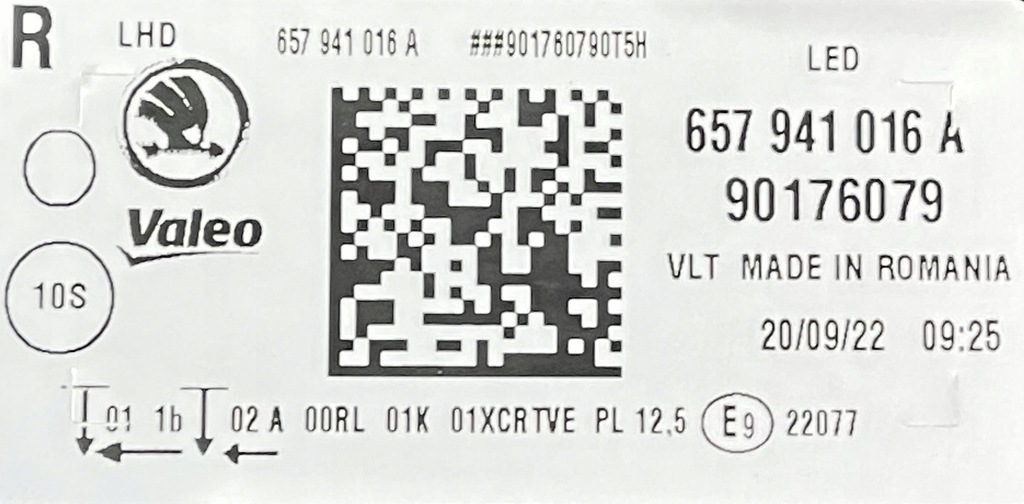 R LHD 657 941 016 A ###901760790T5H
LED
657 941 016 A
90176079
Valeo
VLT MADE IN ROMANIA
10S
20/09/22 09:25
01 1b 02 A 00RL 01K 01XCRTVE PL 12,5 E9 22077